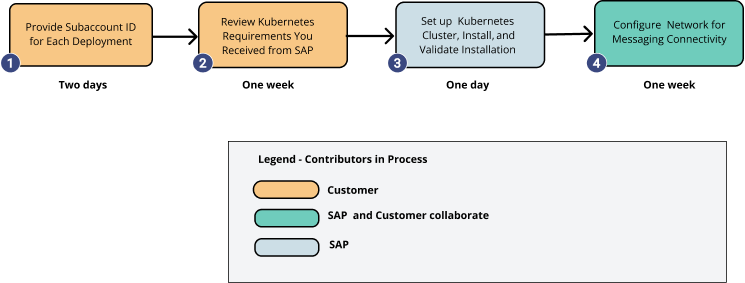 Provide Subaccount ID
for Each Deployment
1
Two days
Review Kubernetes
Requirements You
Received from SAP
2
One week
Set up Kubernetes
Cluster, Install, and
Validate Installation
3
One day
Configure Network for
Messaging Connectivity
4
One week
Legend - Contributors in Process
Customer
SAP and Customer collaborate
SAP